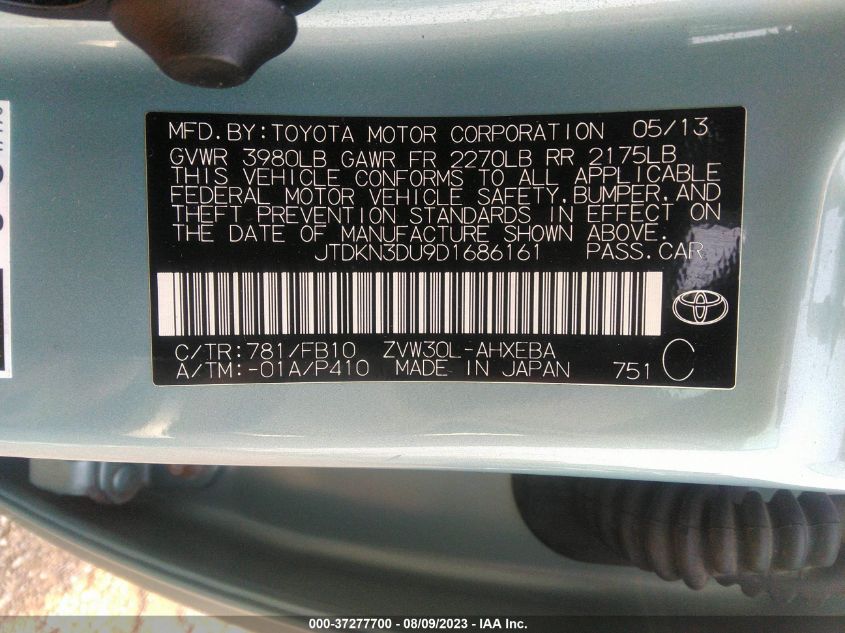 MFD.BY:TOYOTA MOTOR CORPORATION 05/13
GVWR 3980LB GAWR FR 2270LB RR 2175LB
THIS VEHICLE CONFORMS TO ALL APPLICABLE
FEDERAL MOTOR VEHICLE SAFETY,BUMPER,AND
THEFT PREVENTION STANDARDS IN EFFECT ON
THE DATE OF MANUFACTURE SHOWN ABOVE.
JTDKN3DU9D1686161 PASS.CAR
C/TR:781/FB10 ZVW30L-AHXEBA
A/TM:-01A/P410 MADE IN JAPAN 751 C
000-37277700 - 08/09/2023 - IAA Inc.